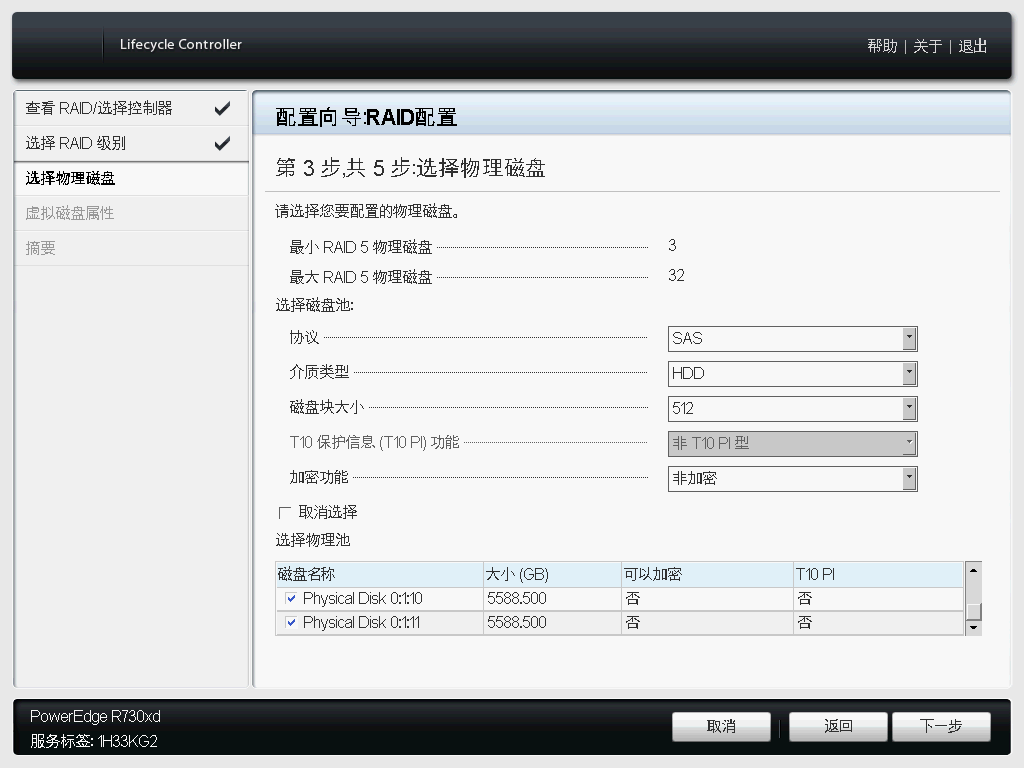 Lifecycle Controller
帮助 | 关于 | 退出
查看 RAID/选择控制器
选择 RAID 级别
选择物理磁盘
虚拟磁盘属性
摘要
配置向导:RAID配置
第 3 步,共 5 步:选择物理磁盘
请选择您要配置的物理磁盘。
最小 RAID 5 物理磁盘 3
最大 RAID 5 物理磁盘 32
选择磁盘池:
协议 SAS
介质类型 HDD
磁盘块大小 512
T10 保护信息 (T10 PI) 功能 非 T10 PI 型
加密功能 非加密
取消选择
选择物理池
磁盘名称 大小 (GB) 可以加密 T10 PI
Physical Disk 0:1:10 5588.500 否 否
Physical Disk 0:1:11 5588.500 否 否
PowerEdge R730xd
服务标签: 1H33KG2
取消 返回 下一步